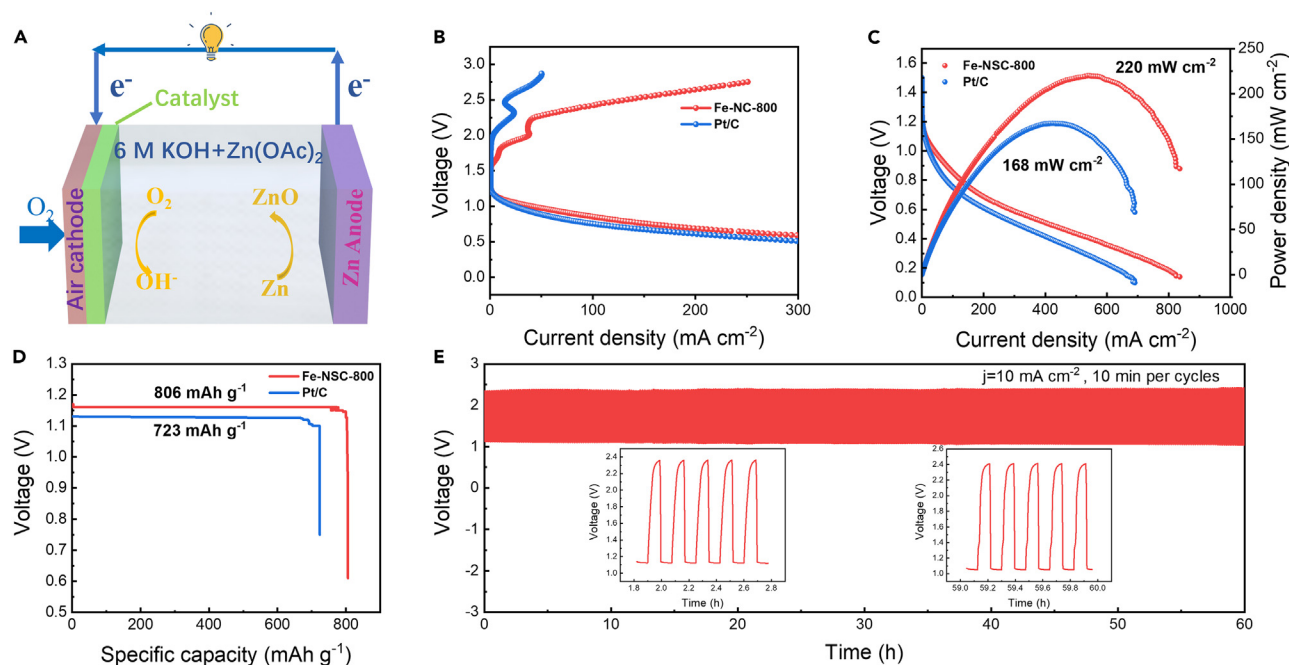 A
e-
e-
Catalyst
6 M KOH+Zn(OAc)2
O2
O2
ZnO
OH-
Zn
Air cathode
Zn Anode
B
3.0
2.5
2.0
1.5
1.0
0.5
0.0
Voltage (V)
Fe-NC-800
Pt/C
0
100
200
300
Current density (mA cm-2)
C
1.6
1.4
1.2
1.0
0.8
0.6
0.4
0.2
0.0
Voltage (V)
Fe-NSC-800
Pt/C
220 mW cm-2
168 mW cm-2
250
200
150
100
50
0
Power density (mW cm-2)
0
200
400
600
800
1000
Current density (mA cm-2)
D
1.3
1.2
1.1
1.0
0.9
0.8
0.7
0.6
0.5
Voltage (V)
Fe-NSC-800
Pt/C
806 mAh g-1
723 mAh g-1
0
200
400
600
800
Specific capacity (mAh g-1)
E
3
2
1
0
-1
-2
-3
Voltage (V)
j=10 mA cm-2 , 10 min per cycles
2.4
2.2
2.0
1.8
1.6
1.4
1.2
1.0
Voltage (V)
1.8
2.0
2.2
2.4
2.6
2.8
Time (h)
2.6
2.4
2.2
2.0
1.8
1.6
1.4
1.2
1.0
Voltage (V)
59.0
59.2
59.4
59.6
59.8
60.0
Time (h)
0
5
10
15
20
25
30
35
40
45
50
55
60
Time (h)